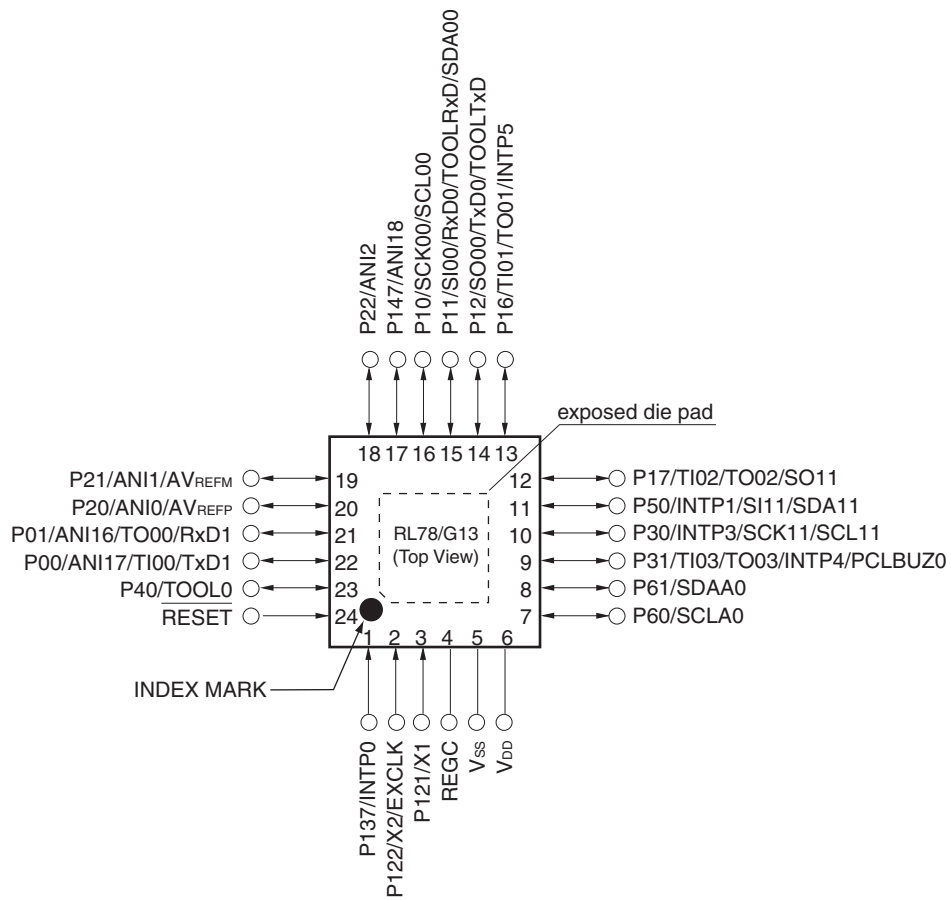 P22/ANI2
P147/ANI18
P10/SCK00/SCL00
P11/SI00/RxD0/TOOLRxD/SDA00
P12/SO00/TxD0/TOOLTxD
P16/TI01/TO01/INTP5
exposed die pad
18 17 16 15 14 13
P21/ANI1/AVREFM 19
P20/ANI0/AVREFP 20
P01/ANI16/TO00/RxD1 21
P00/ANI17/TI00/TxD1 22
P40/TOOL0 23
RESET 24
RL78/G13
(Top View)
12 P17/TI02/TO02/SO11
11 P50/INTP1/SI11/SDA11
10 P30/INTP3/SCK11/SCL11
9 P31/TI03/TO03/INTP4/PCLBUZ0
8 P61/SDAA0
7 P60/SCLA0
1 2 3 4 5 6
INDEX MARK
P137/INTP0
P122/X2/EXCLK
P121/X1
REGC
VSS
VDD